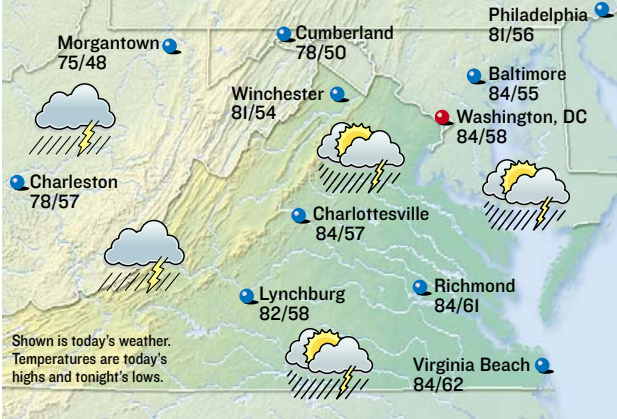 Philadelphia
81/56
Cumberland
78/50
Morgantown
75/48
Baltimore
84/55
Winchester
81/54
Washington, DC
84/58
Charleston
78/57
Charlottesville
84/57
Richmond
84/61
Lynchburg
82/58
Shown is today’s weather.
Temperatures are today’s
highs and tonight’s lows.
Virginia Beach
84/62